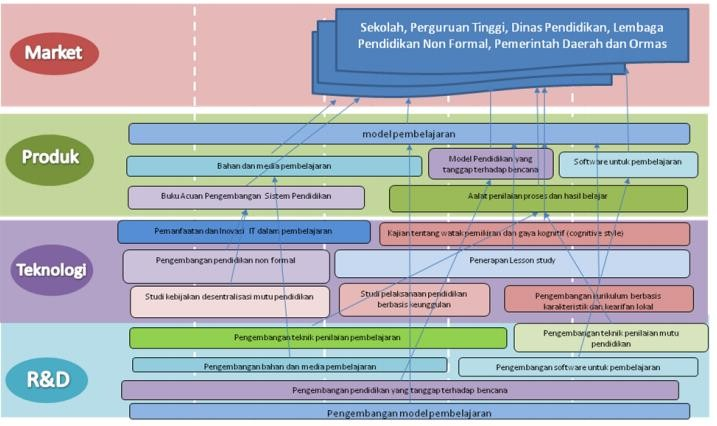 Market
Sekolah, Perguruan Tinggi, Dinas Pendidikan, Lembaga
Pendidikan Non Formal, Pemerintah Daerah dan Ormas
Produk
model pembelajaran
Bahan dan media pembelajaran
Model Pendidikan yang
tanggap terhadap bencana
Software untuk pembelajaran
Buku Acuan Pengembangan Sistem Pendidikan
Aalat penilaian proses dan hasil belajar
Teknologi
Pemanfaatan dan Inovasi IT dalam pembelajaran
Kajian tentang watak pemikiran dan gaya kognitif (cognitive style)
Pengembangan pendidikan non formal
Penerapan Lesson study
Studi kebijakan desentralisasi mutu pendidikan
Studi pelaksanaan pendidikan
berbasis keunggulan
Pengembangan kurikulum berbasis
karakteristik dan kearifan lokal
R&D
Pengembangan teknik penilaian pembelajaran
Pengembangan teknik penilaian mutu
pendidikan
Pengembangan bahan dan media pembelajaran
Pengembangan software untuk pembelajaran
Pengembangan pendidikan yang tanggap terhadap bencana
Pengembangan model pembelajaran